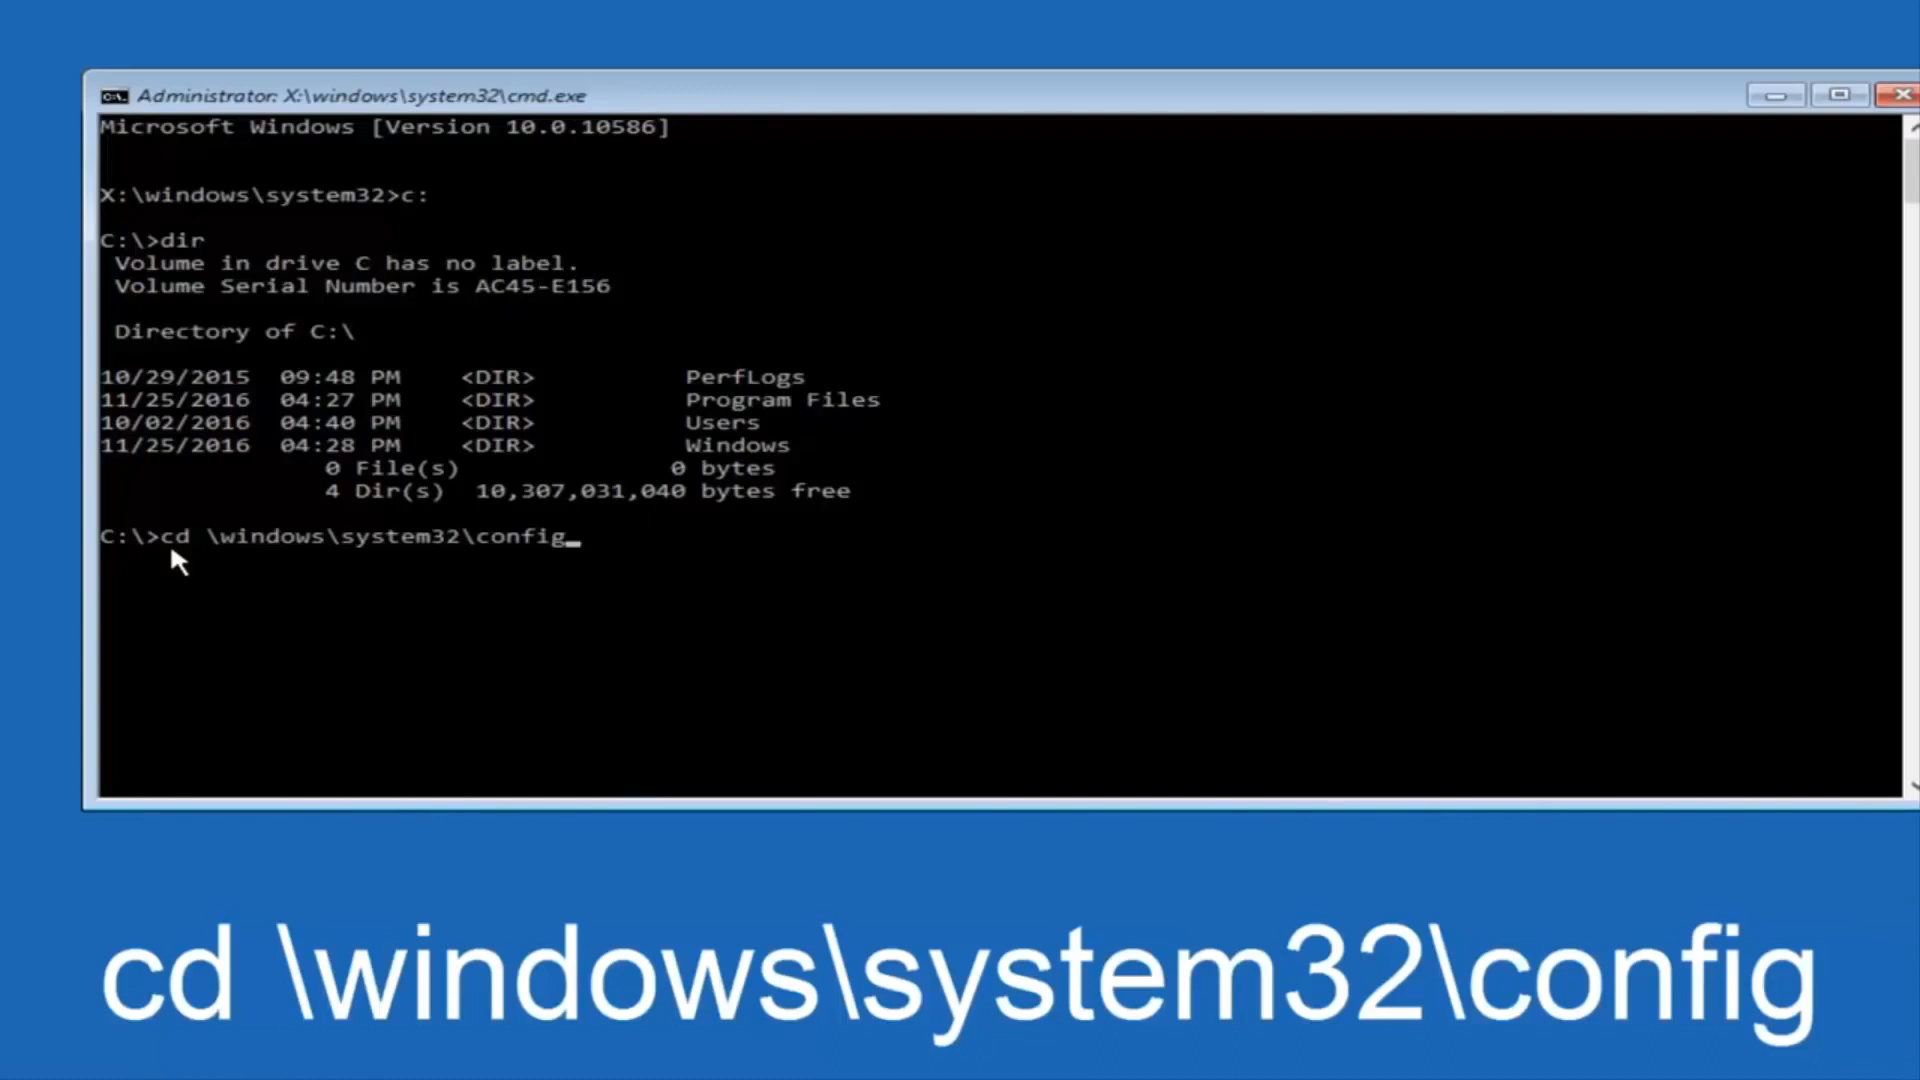 Administrator: X:\windows\system32\cmd.exe
Microsoft Windows [Version 10.0.10586]
X:\windows\system32>c:
C:\>dir
 Volume in drive C has no label.
 Volume Serial Number is AC45-E156
 Directory of C:\
10/29/2015  09:48 PM    <DIR>          PerfLogs
11/25/2016  04:27 PM    <DIR>          Program Files
10/02/2016  04:40 PM    <DIR>          Users
11/25/2016  04:28 PM    <DIR>          Windows
               0 File(s)              0 bytes
               4 Dir(s)  10,307,031,040 bytes free
C:\>cd \windows\system32\config_
cd \windows\system32\config